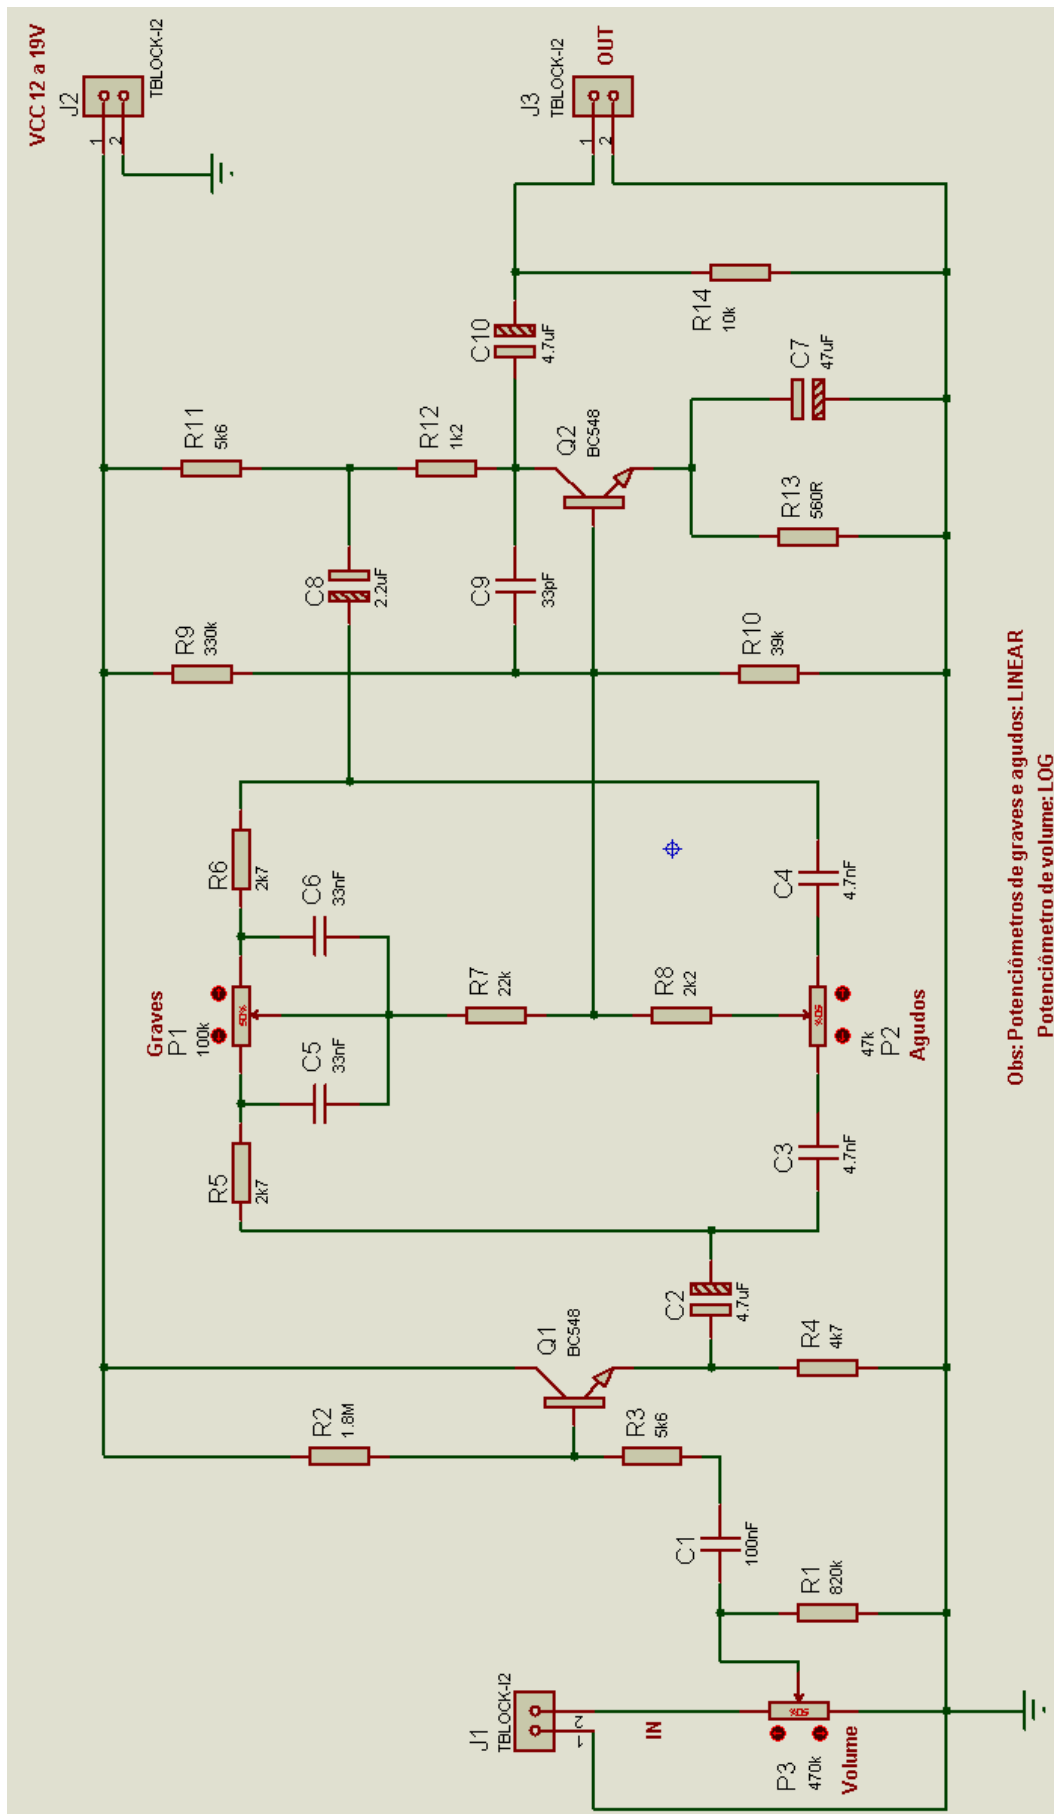 VCC 12 a 19V
J2
TBLOCK-I2
1
2
OUT
J3
TBLOCK-I2
1
2
R11
5k6
R12
1k2
C10
4.7uF
R14
10k
C7
47uF
Q2
BC548
R13
560R
C8
2.2uF
C9
33pF
R9
330k
R10
39k
R6
2k7
C6
33nF
C4
4.7nF
Graves
P1
100k
50%
R7
22k
R8
2k2
50%
47k
P2
Agudos
C5
33nF
R5
2k7
C3
4.7nF
C2
4.7uF
Q1
BC548
R4
4k7
R2
1.8M
R3
5k6
C1
100nF
R1
820k
J1
TBLOCK-I2
2
1
IN
50%
P3
470k
Volume
Obs: Potenciômetros de graves e agudos: LINEAR
Potenciômetro de volume: LOG